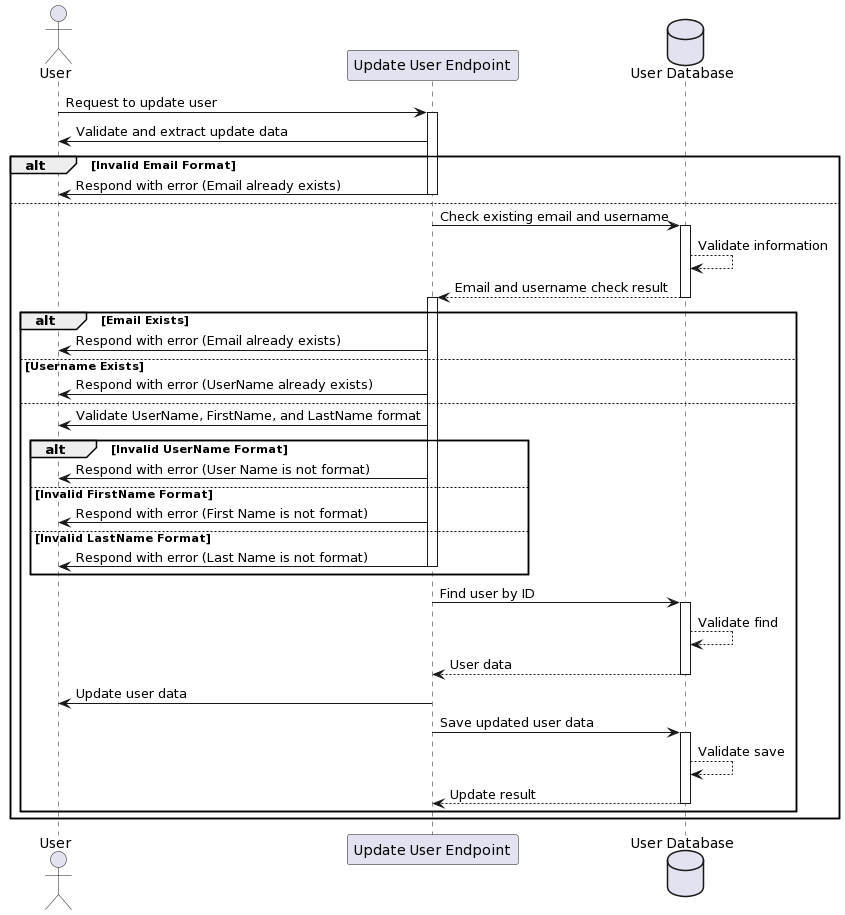 User
Update User Endpoint
User Database
Request to update user
Validate and extract update data
alt [Invalid Email Format]
Respond with error (Email already exists)
Check existing email and username
Validate information
Email and username check result
alt [Email Exists]
Respond with error (Email already exists)
[Username Exists]
Respond with error (UserName already exists)
Validate UserName, FirstName, and LastName format
alt [Invalid UserName Format]
Respond with error (User Name is not format)
[Invalid FirstName Format]
Respond with error (First Name is not format)
[Invalid LastName Format]
Respond with error (Last Name is not format)
Find user by ID
Validate find
User data
Update user data
Save updated user data
Validate save
Update result
User
Update User Endpoint
User Database